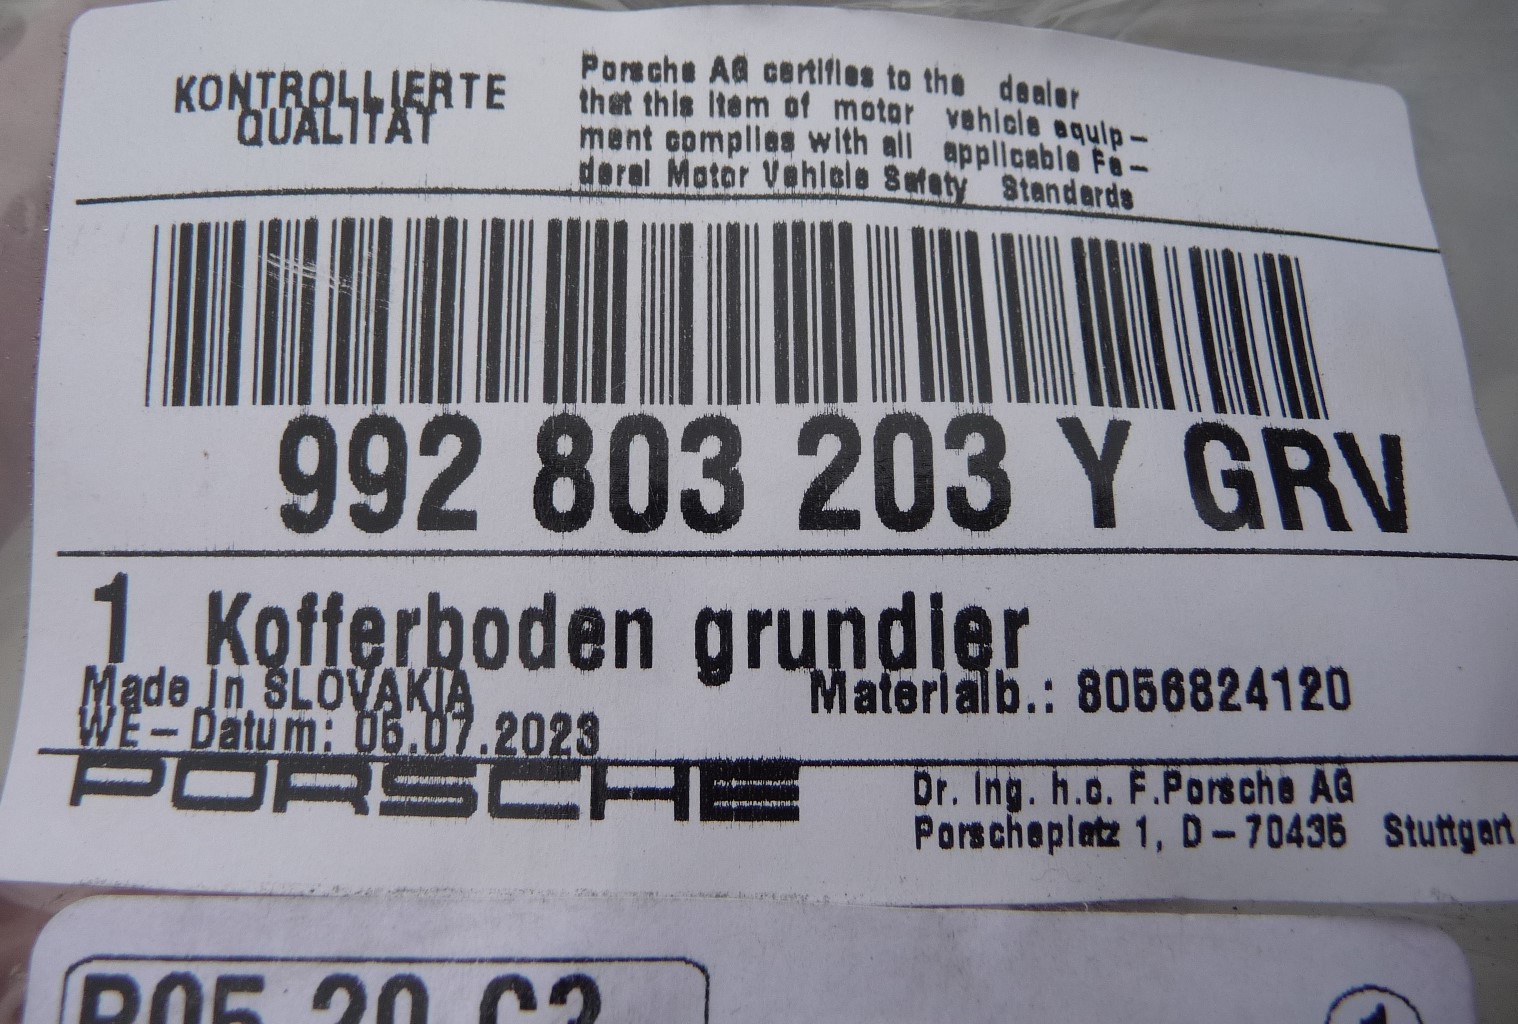 KONTROLLIERTE
QUALITÄT
Porsche AG certifies to the dealer
that this item of motor vehicle equip-
ment complies with all applicable Fe-
deral Motor Vehicle Safety Standards
992 803 203 Y GRV
1 Kofferboden grundier
Made in SLOVAKIA
Materialb.: 8056824120
WE-Datum: 06.07.2023
PORSCHE
Dr. Ing. h.c. F.Porsche AG
Porscheplatz 1, D-70435 Stuttgart
1